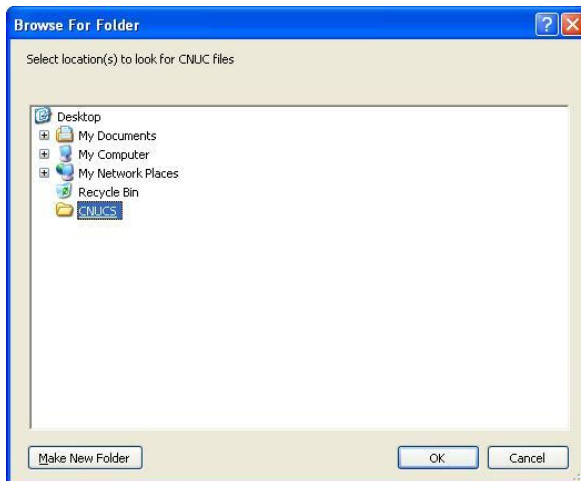 Browse For Folder
Select location(s) to look for CNUC files
Desktop
My Documents
My Computer
My Network Places
Recycle Bin
CNUCS
Make New Folder
OK
Cancel